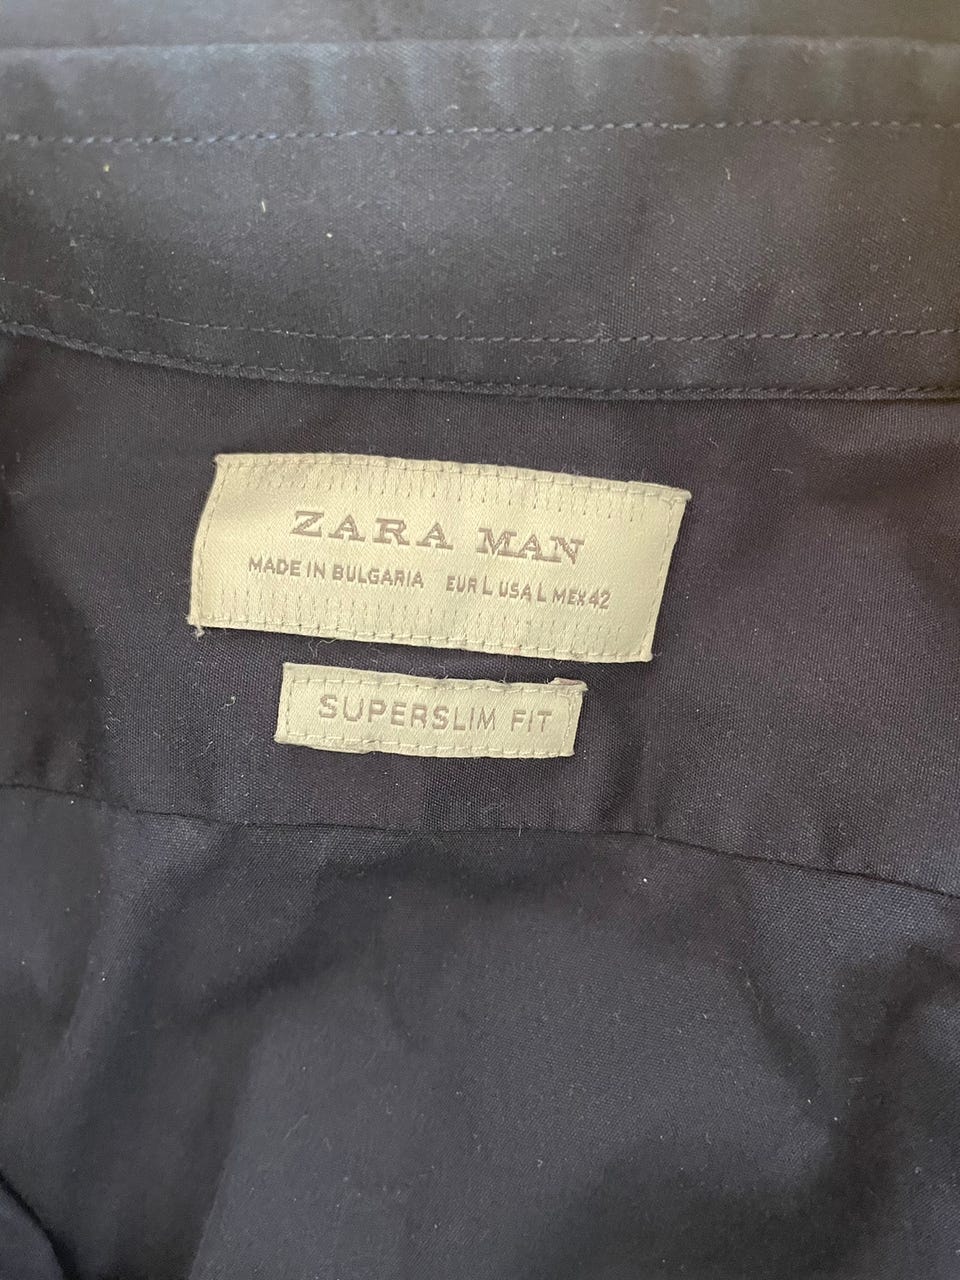 ZARA MAN
MADE IN BULGARIA EUR L USA L MEX 42
SUPERSLIM FIT